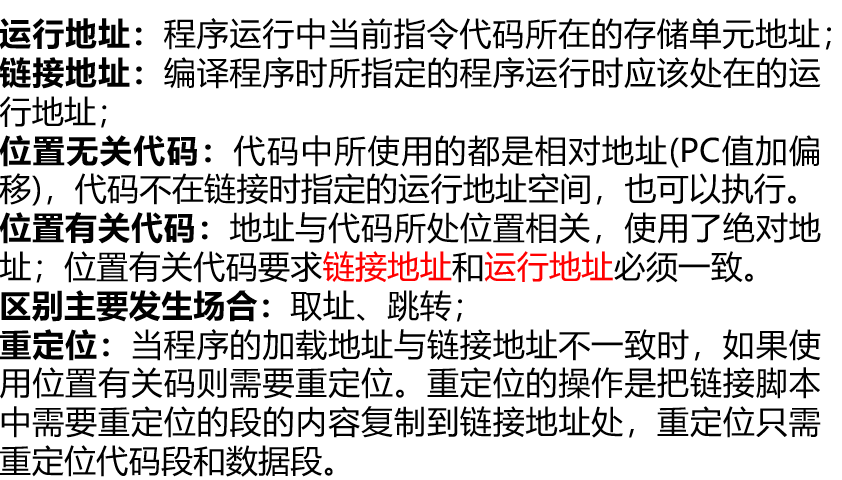 运行地址：程序运行中当前指令代码所在的存储单元地址；
链接地址：编译程序时所指定的程序运行时应该处在的运
行地址；
位置无关代码：代码中所使用的都是相对地址(PC值加偏
移)，代码不在链接时指定的运行地址空间，也可以执行。
位置有关代码：地址与代码所处位置相关，使用了绝对地
址；位置有关代码要求链接地址和运行地址必须一致。
区别主要发生场合：取址、跳转；
重定位：当程序的加载地址与链接地址不一致时，如果使
用位置有关码则需要重定位。重定位的操作是把链接脚本
中需要重定位的段的内容复制到链接地址处，重定位只需
重定位代码段和数据段。